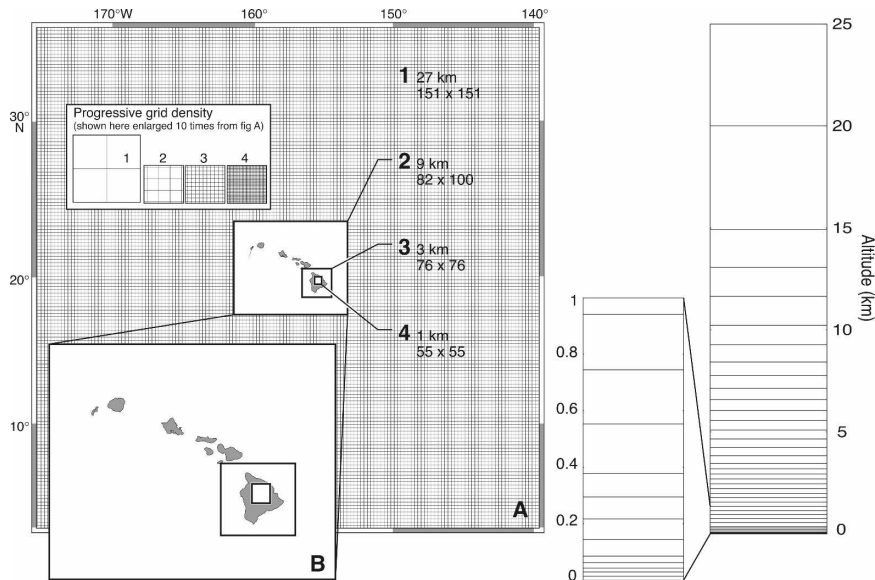 170°W
160°
150°
140°
30°
N
20°
10°
Progressive grid density
(shown here enlarged 10 times from fig A)
1
2
3
4
1 27 km
151 x 151
2 9 km
82 x 100
3 3 km
76 x 76
4 1 km
55 x 55
A
B
1
0.8
0.6
0.4
0.2
0
25
20
15
10
5
0
Altitude (km)